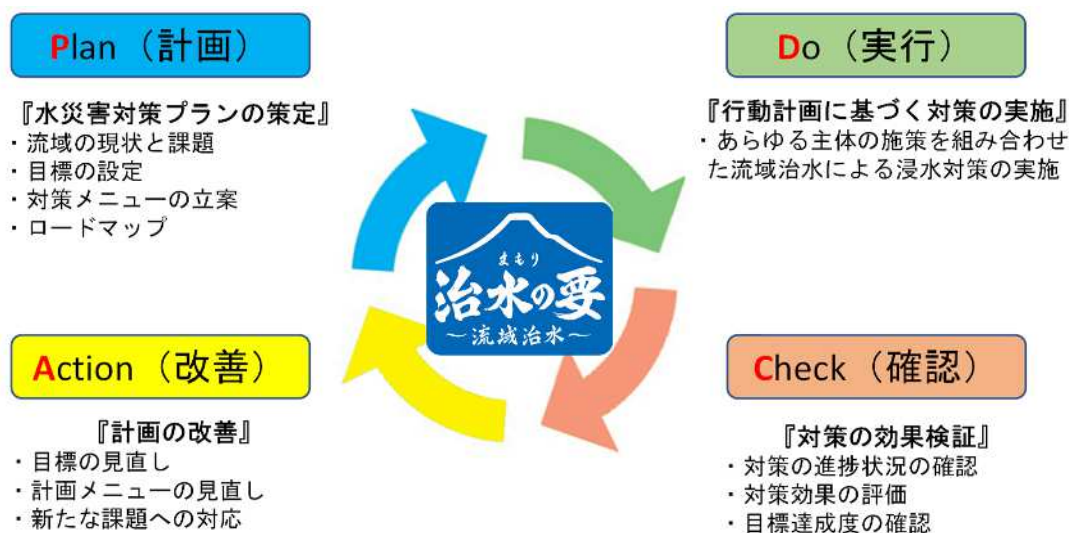 Plan（計画）
『水災害対策プランの策定』
・流域の現状と課題
・目標の設定
・対策メニューの立案
・ロードマップ
Do（実行）
『行動計画に基づく対策の実施』
・あらゆる主体の施策を組み合わせ
た流域治水による浸水対策の実施
まもり
治水の要
～流域治水～
Action（改善）
『計画の改善』
・目標の見直し
・計画メニューの見直し
・新たな課題への対応
Check（確認）
『対策の効果検証』
・対策の進捗状況の確認
・対策効果の評価
・目標達成度の確認